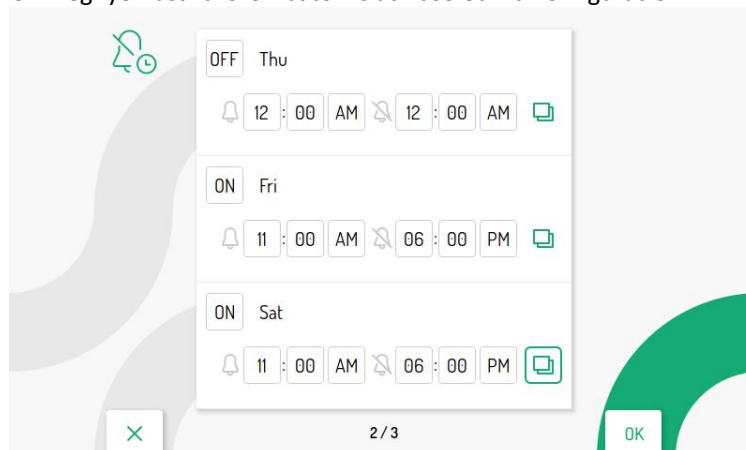 OFF Thu
12 : 00 AM 12 : 00 AM
ON Fri
11 : 00 AM 06 : 00 PM
ON Sat
11 : 00 AM 06 : 00 PM
2/3
OK